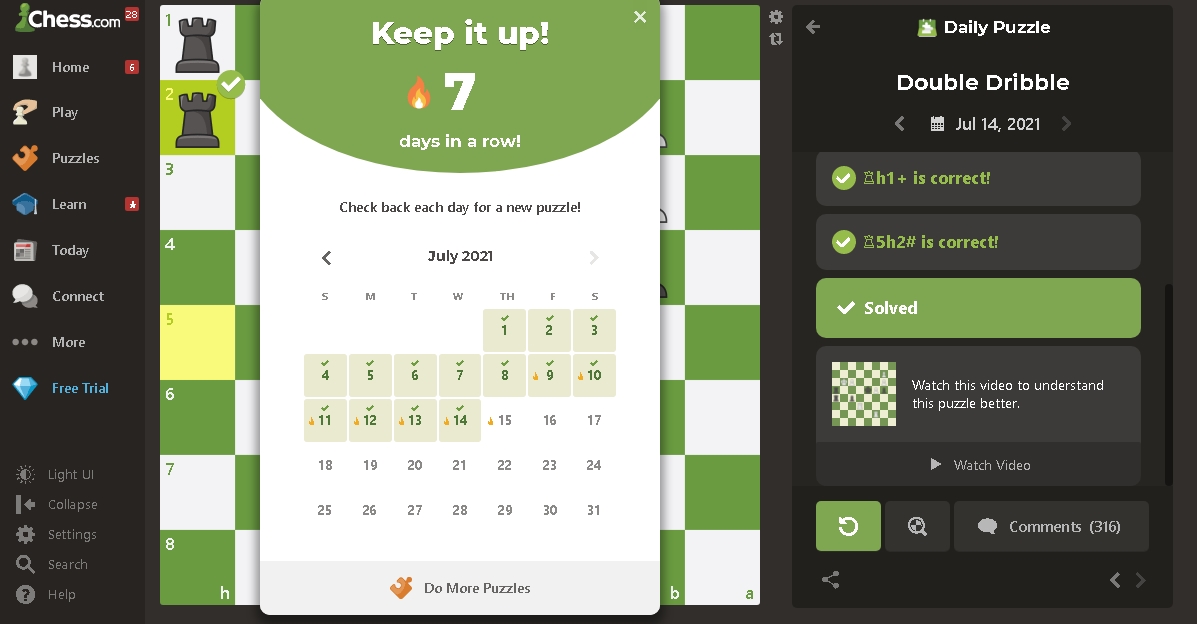 Chess.com 28
Home 6
Play
Puzzles
Learn
Today
Connect
More
Free Trial
Light UI
Collapse
Settings
Search
Help
1
2
3
4
5
6
7
8
h
b
a
Keep it up!
7
days in a row!
Check back each day for a new puzzle!
July 2021
S M T W TH F S
1 2 3
4 5 6 7 8 9 10
11 12 13 14 15 16 17
18 19 20 21 22 23 24
25 26 27 28 29 30 31
Do More Puzzles
Daily Puzzle
Double Dribble
Jul 14, 2021
♖h1+ is correct!
♖5h2# is correct!
Solved
Watch this video to understand
this puzzle better.
Watch Video
Comments (316)